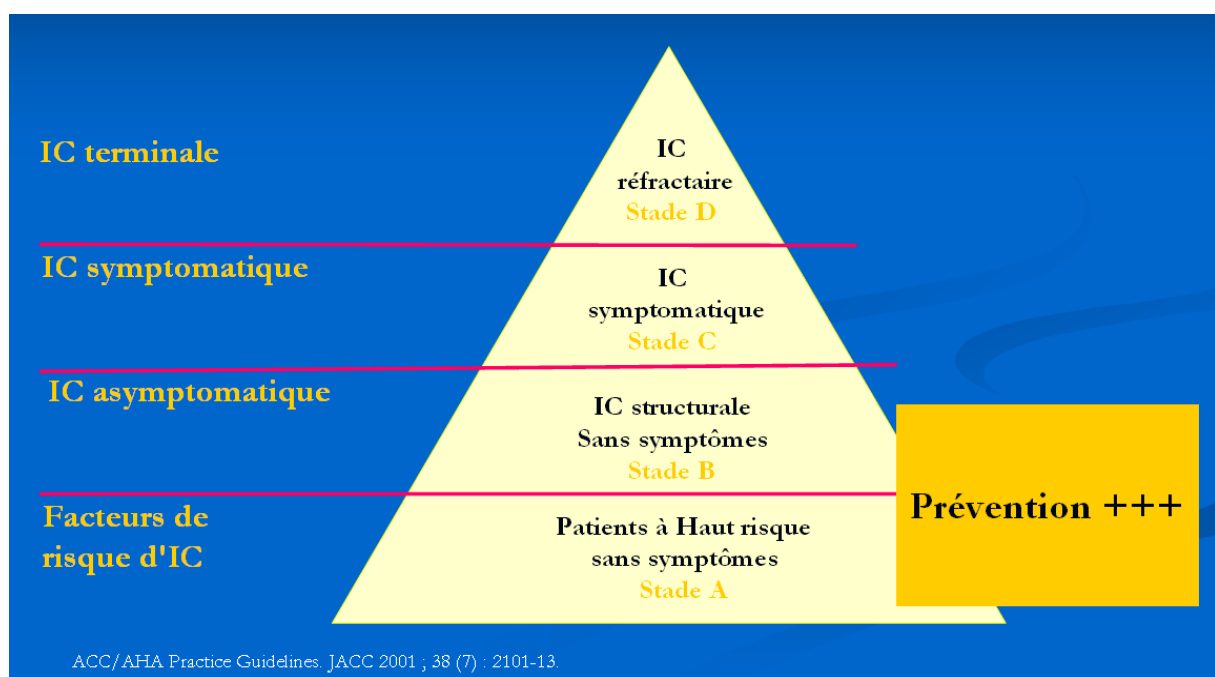 IC terminale
IC
réfractaire
Stade D
IC symptomatique
IC
symptomatique
Stade C
IC asymptomatique
IC structurale
Sans symptômes
Stade B
Facteurs de
risque d'IC
Patients à Haut risque
sans symptômes
Stade A
Prévention +++
ACC/AHA Practice Guidelines. JACC 2001 ; 38 (7) : 2101-13.